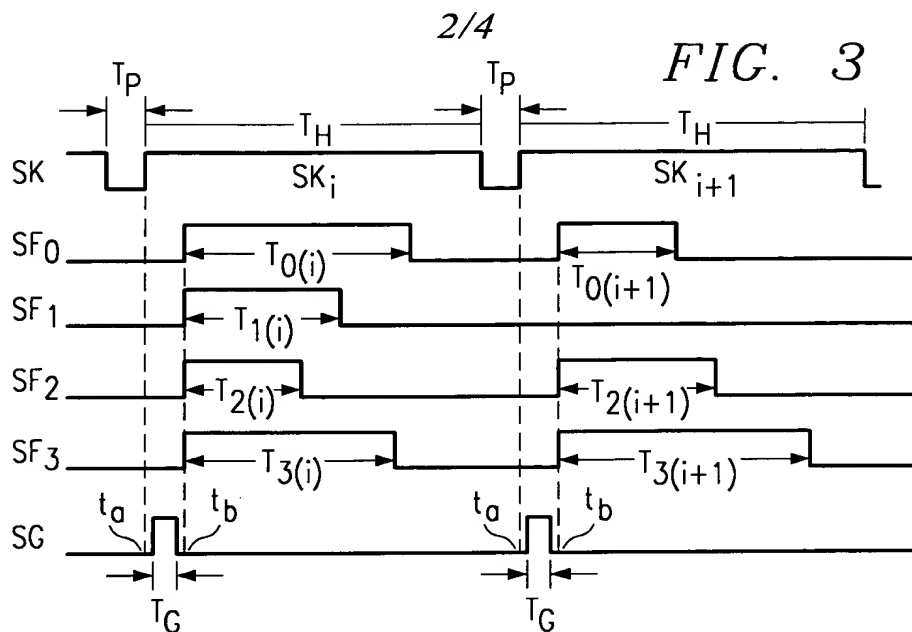 2/4
FIG. 3
TP TP
TH TH
SK SKi SKi+1
SF0 T0(i) T0(i+1)
SF1 T1(i)
SF2 T2(i) T2(i+1)
SF3 T3(i) T3(i+1)
SG ta tb ta tb
TG TG